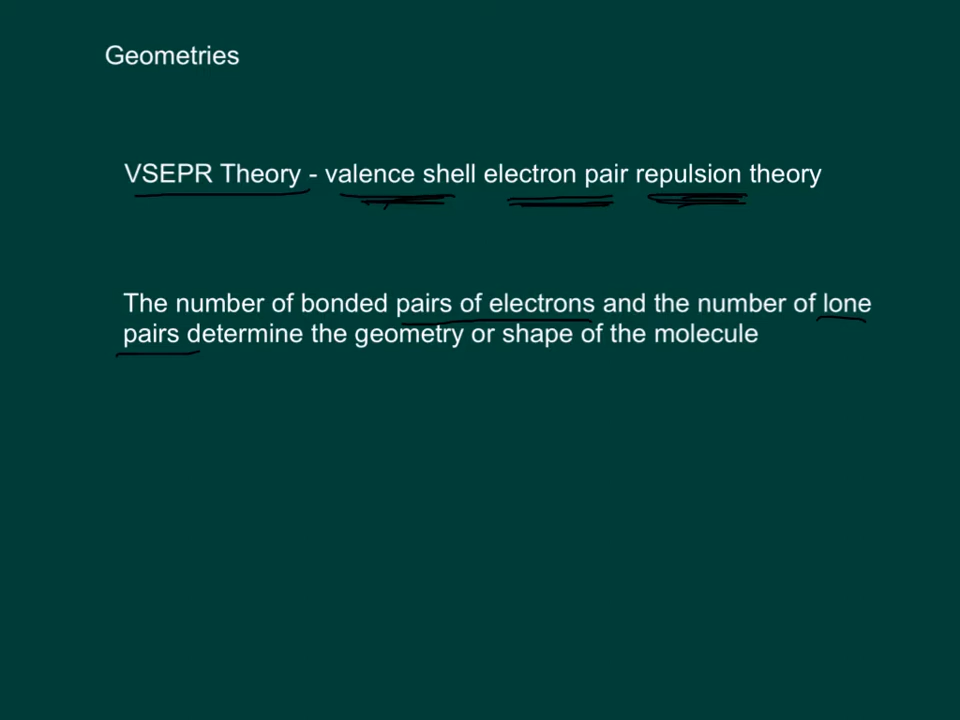 Geometries
VSEPR Theory - valence shell electron pair repulsion theory
The number of bonded pairs of electrons and the number of lone
pairs determine the geometry or shape of the molecule